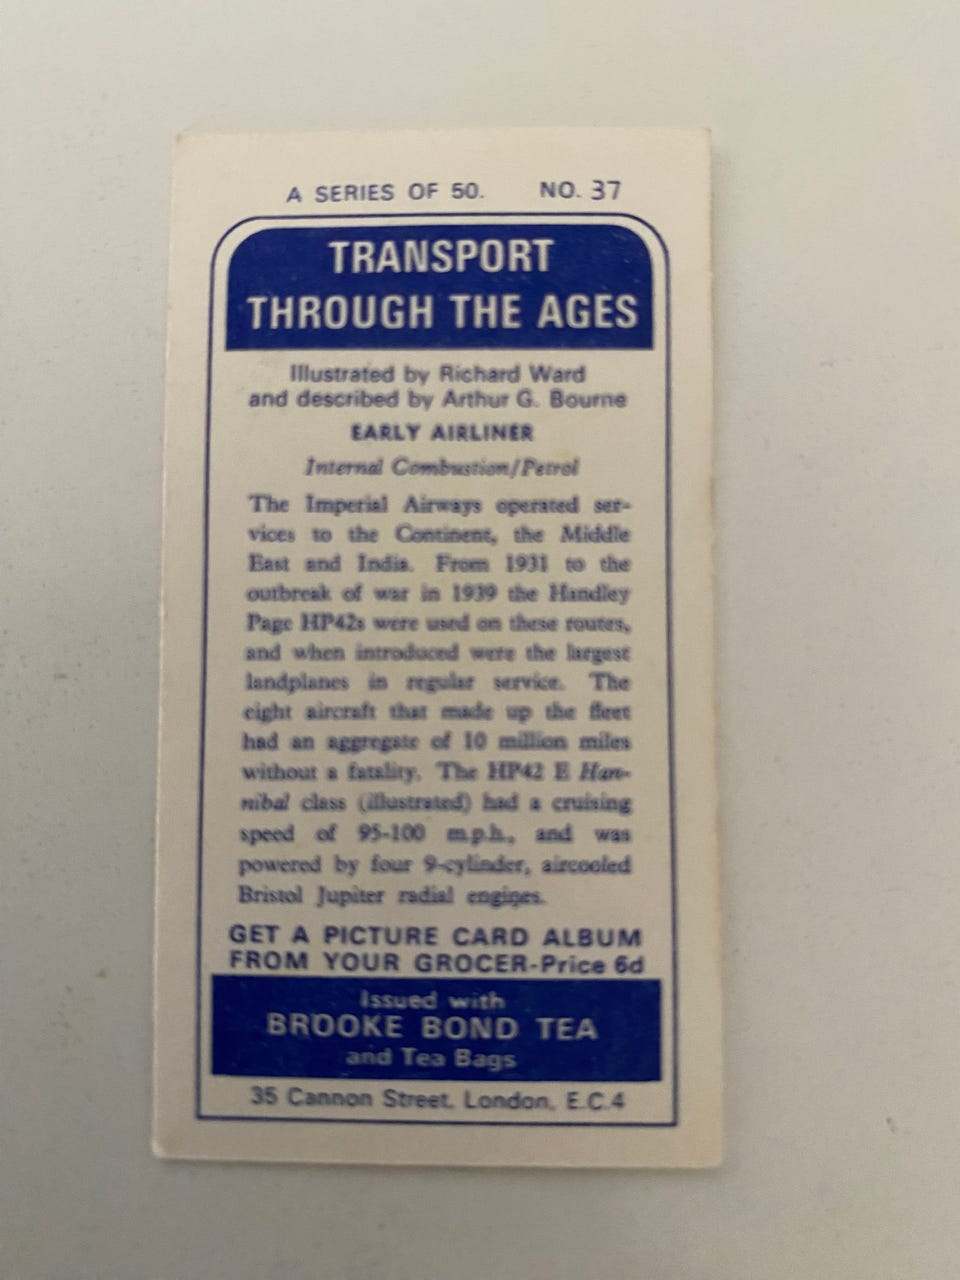 A SERIES OF 50. NO. 37
TRANSPORT
THROUGH THE AGES
Illustrated by Richard Ward
and described by Arthur G. Bourne
EARLY AIRLINER
Internal Combustion/Petrol
The Imperial Airways operated ser-
vices to the Continent, the Middle
East and India. From 1931 to the
outbreak of war in 1939 the Handley
Page HP42s were used on these routes,
and when introduced were the largest
landplanes in regular service. The
eight aircraft that made up the fleet
had an aggregate of 10 million miles
without a fatality. The HP42 E Han-
nibal class (illustrated) had a cruising
speed of 95-100 m.p.h., and was
powered by four 9-cylinder, aircooled
Bristol Jupiter radial engines.
GET A PICTURE CARD ALBUM
FROM YOUR GROCER-Price 6d
Issued with
BROOKE BOND TEA
and Tea Bags
35 Cannon Street, London, E.C.4